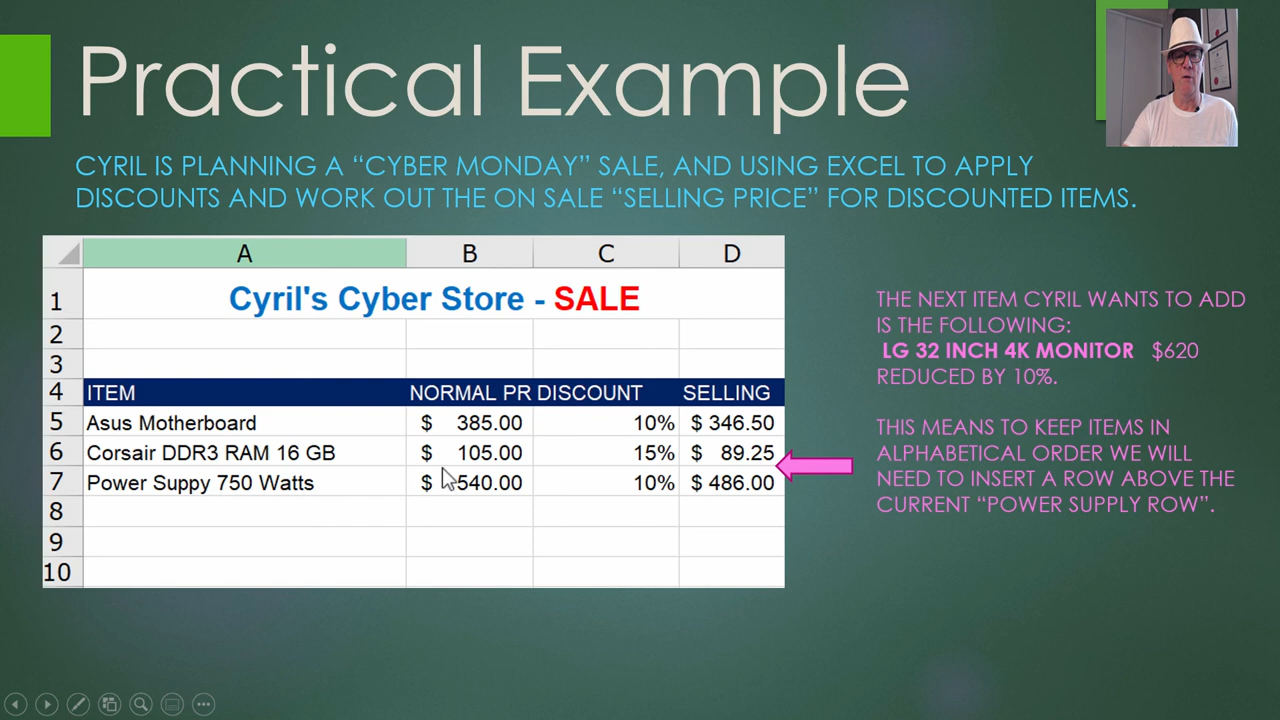 Practical Example
CYRIL IS PLANNING A “CYBER MONDAY” SALE, AND USING EXCEL TO APPLY
DISCOUNTS AND WORK OUT THE ON SALE “SELLING PRICE” FOR DISCOUNTED ITEMS.
A B C D
1 Cyril's Cyber Store - SALE
2
3
4 ITEM NORMAL PR DISCOUNT SELLING
5 Asus Motherboard $ 385.00 10% $ 346.50
6 Corsair DDR3 RAM 16 GB $ 105.00 15% $ 89.25
7 Power Suppy 750 Watts $ 540.00 10% $ 486.00
8
9
10
THE NEXT ITEM CYRIL WANTS TO ADD
IS THE FOLLOWING:
LG 32 INCH 4K MONITOR $620
REDUCED BY 10%.
THIS MEANS TO KEEP ITEMS IN
ALPHABETICAL ORDER WE WILL
NEED TO INSERT A ROW ABOVE THE
CURRENT “POWER SUPPLY ROW”.